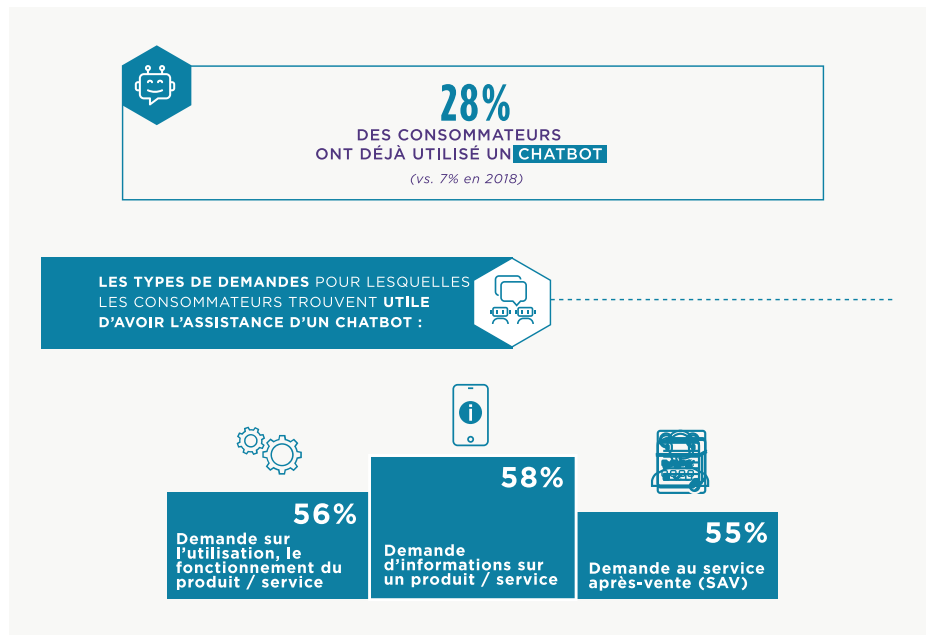 28%
DES CONSOMMATEURS
ONT DÉJÀ UTILISÉ UN CHATBOT
(vs. 7% en 2018)
LES TYPES DE DEMANDES POUR LESQUELLES
LES CONSOMMATEURS TROUVENT UTILE
D'AVOIR L'ASSISTANCE D'UN CHATBOT :
56%
Demande sur
l'utilisation, le
fonctionnement du
produit / service
58%
Demande
d'informations sur
un produit / service
55%
Demande au service
après-vente (SAV)